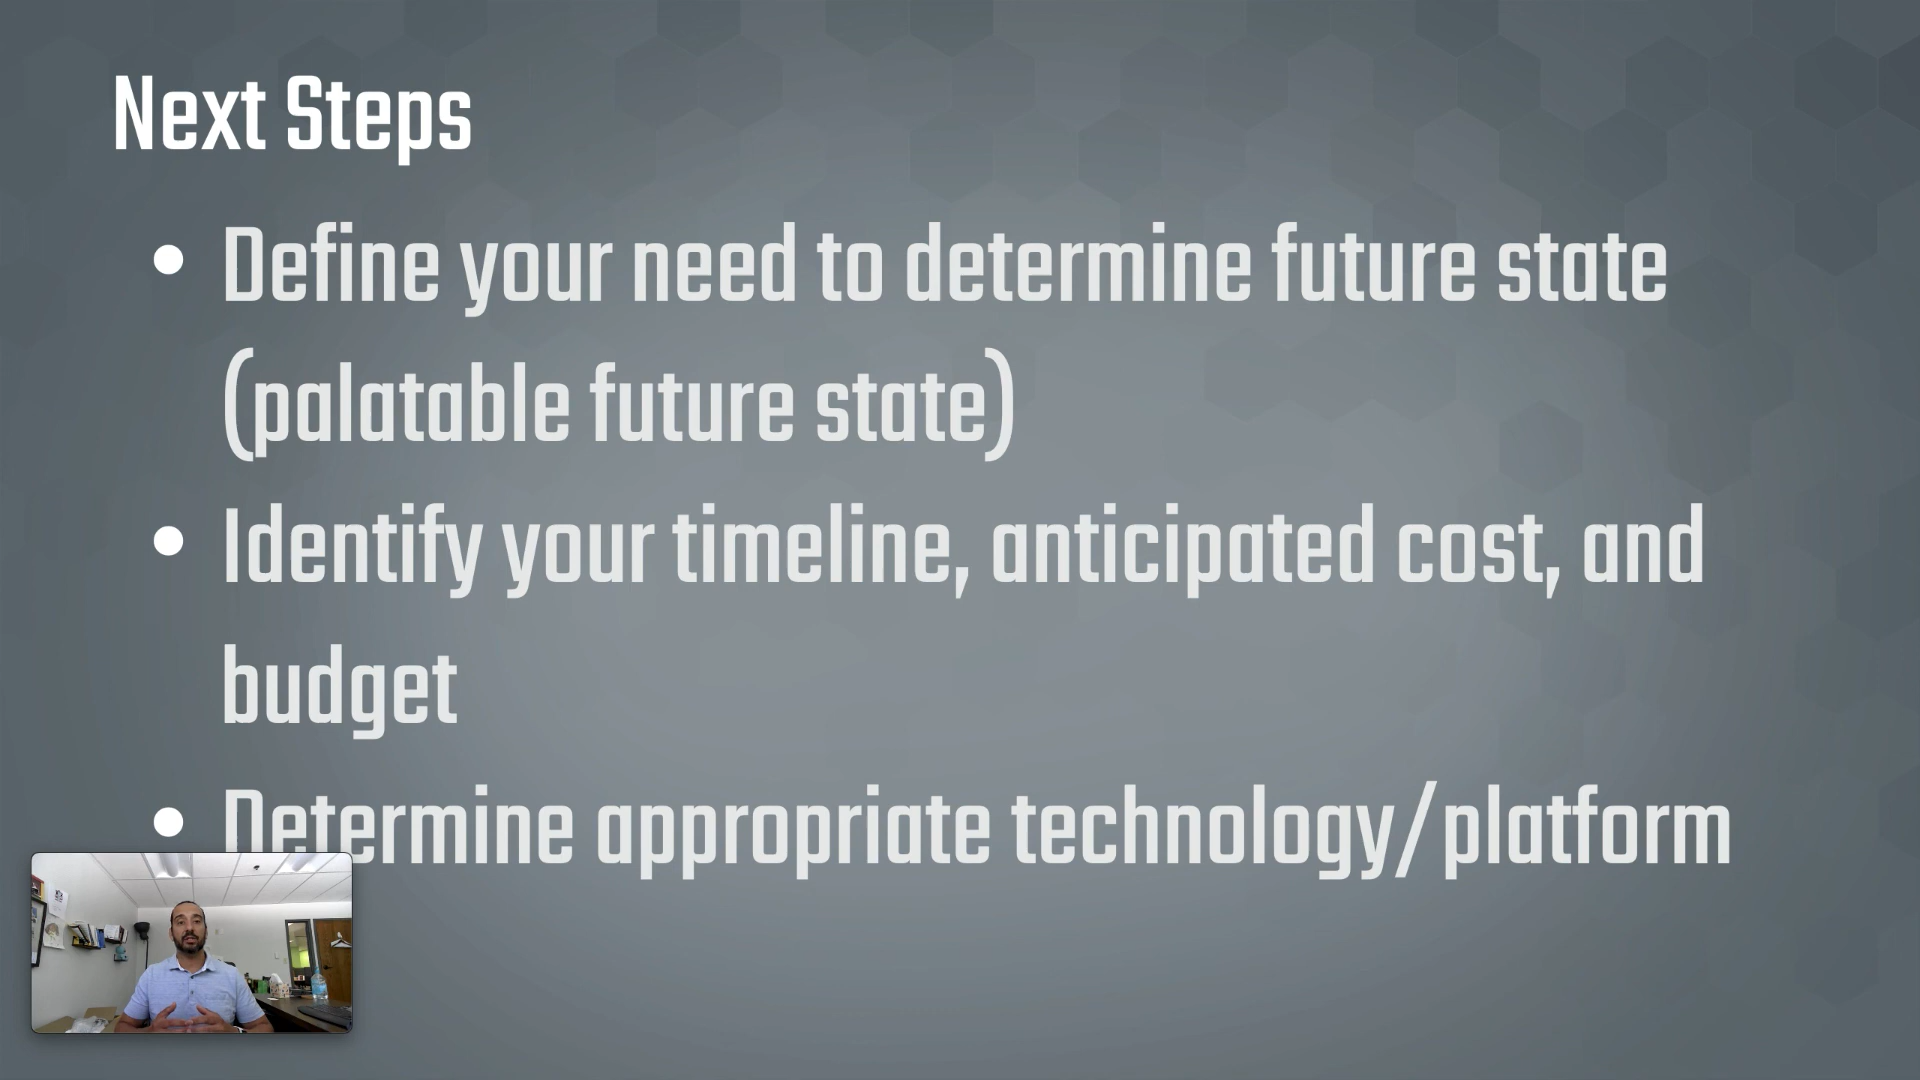 Next Steps
• Define your need to determine future state
(palatable future state)
• Identify your timeline, anticipated cost, and
budget
• Determine appropriate technology/platform